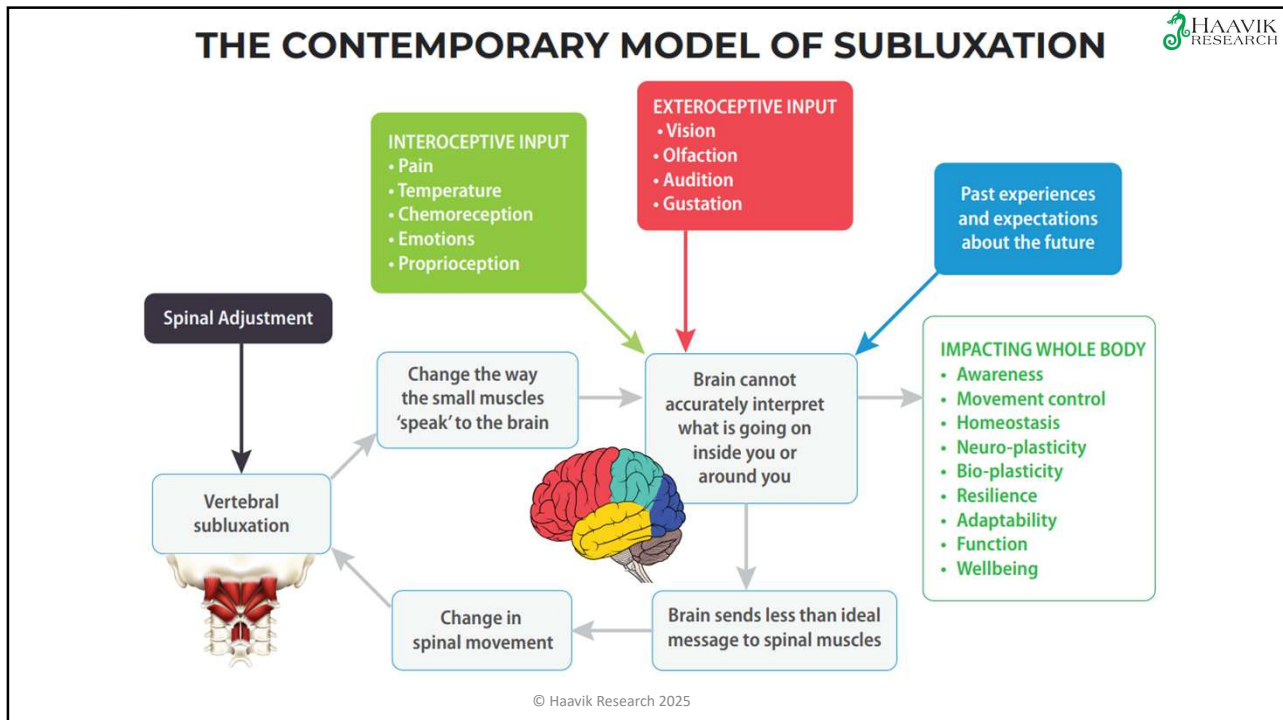 THE CONTEMPORARY MODEL OF SUBLUXATION
HAAVIK
RESEARCH
INTEROCEPTIVE INPUT
• Pain
• Temperature
• Chemoreception
• Emotions
• Proprioception
EXTEROCEPTIVE INPUT
• Vision
• Olfaction
• Audition
• Gustation
Past experiences
and expectations
about the future
Spinal Adjustment
Change the way
the small muscles
‘speak’ to the brain
Brain cannot
accurately interpret
what is going on
inside you or
around you
IMPACTING WHOLE BODY
• Awareness
• Movement control
• Homeostasis
• Neuro-plasticity
• Bio-plasticity
• Resilience
• Adaptability
• Function
• Wellbeing
Vertebral
subluxation
Change in
spinal movement
Brain sends less than ideal
message to spinal muscles
© Haavik Research 2025